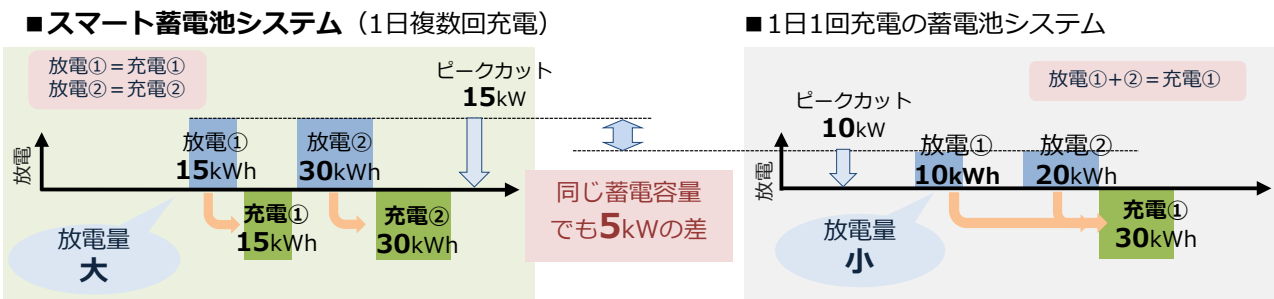 ■スマート蓄電池システム（1日複数回充電）
放電①＝充電①
放電②＝充電②
ピークカット
15kW
放電
放電①
15kWh
放電②
30kWh
充電①
15kWh
充電②
30kWh
放電量
大
同じ蓄電容量
でも5kWの差
■1日1回充電の蓄電池システム
放電①+②＝充電①
ピークカット
10kW
放電
放電①
10kWh
放電②
20kWh
充電①
30kWh
放電量
小